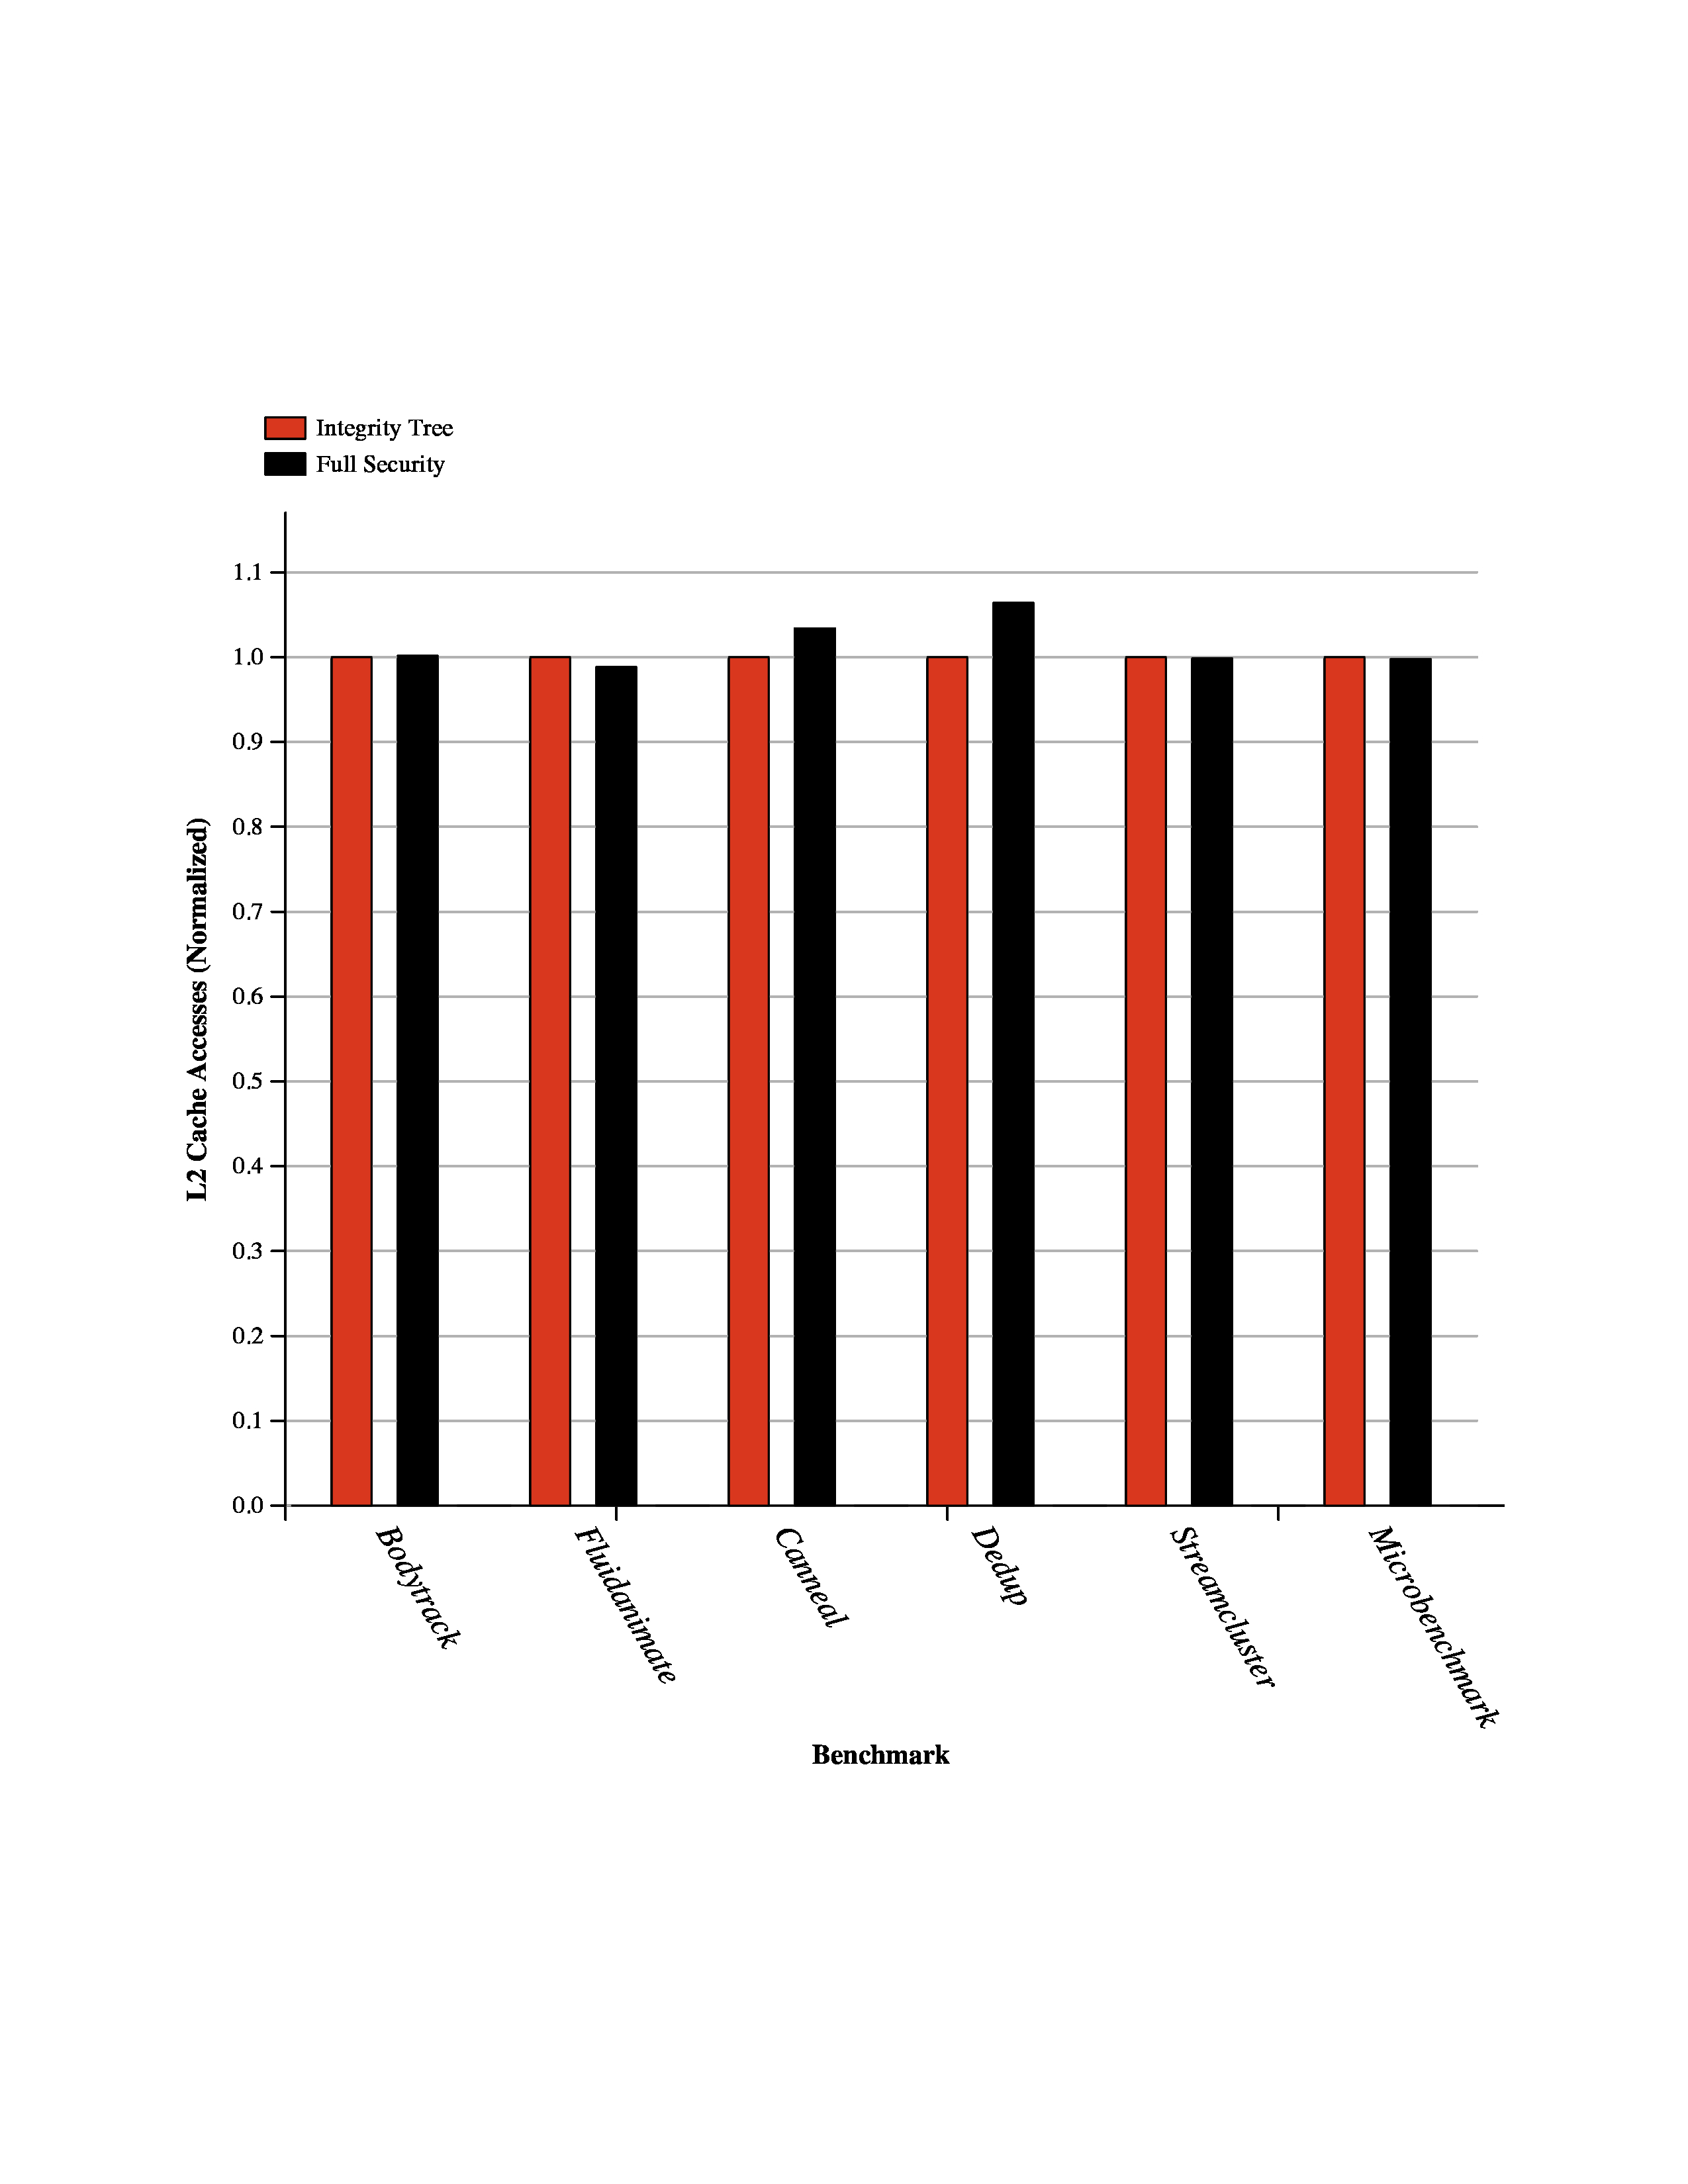 Integrity Tree
Full Security
1.1
1.0
0.9
0.8
0.7
0.6
0.5
0.4
0.3
0.2
0.1
0.0
L2 Cache Accesses (Normalized)
Bodytrack
Fluidanimate
Canneal
Dedup
Streamcluster
Microbenchmark
Benchmark